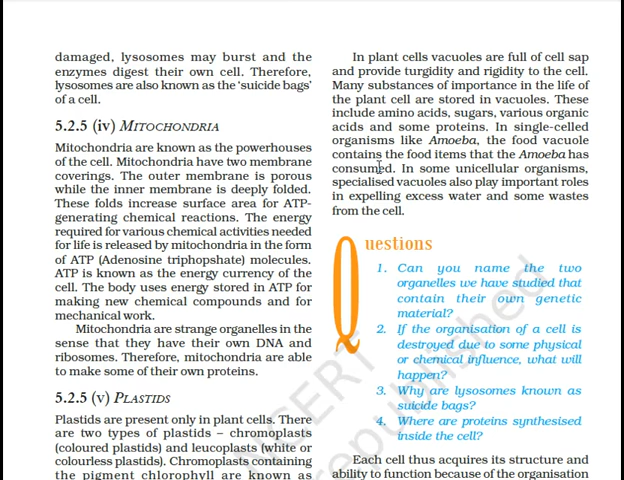 damaged, lysosomes may burst and the
enzymes digest their own cell. Therefore,
lysosomes are also known as the ‘suicide bags’
of a cell.
5.2.5 (iv) MITOCHONDRIA
Mitochondria are known as the powerhouses
of the cell. Mitochondria have two membrane
coverings. The outer membrane is porous
while the inner membrane is deeply folded.
These folds increase surface area for ATP-
generating chemical reactions. The energy
required for various chemical activities needed
for life is released by mitochondria in the form
of ATP (Adenosine triphopshate) molecules.
ATP is known as the energy currency of the
cell. The body uses energy stored in ATP for
making new chemical compounds and for
mechanical work.
Mitochondria are strange organelles in the
sense that they have their own DNA and
ribosomes. Therefore, mitochondria are able
to make some of their own proteins.
5.2.5 (v) PLASTIDS
Plastids are present only in plant cells. There
are two types of plastids – chromoplasts
(coloured plastids) and leucoplasts (white or
colourless plastids). Chromoplasts containing
the pigment chlorophyll are known as
In plant cells vacuoles are full of cell sap
and provide turgidity and rigidity to the cell.
Many substances of importance in the life of
the plant cell are stored in vacuoles. These
include amino acids, sugars, various organic
acids and some proteins. In single-celled
organisms like Amoeba, the food vacuole
contains the food items that the Amoeba has
consumed. In some unicellular organisms,
specialised vacuoles also play important roles
in expelling excess water and some wastes
from the cell.
Questions
1. Can you name the two
organelles we have studied that
contain their own genetic
material?
2. If the organisation of a cell is
destroyed due to some physical
or chemical influence, what will
happen?
3. Why are lysosomes known as
suicide bags?
4. Where are proteins synthesised
inside the cell?
Each cell thus acquires its structure and
ability to function because of the organisation
NCERT
republished